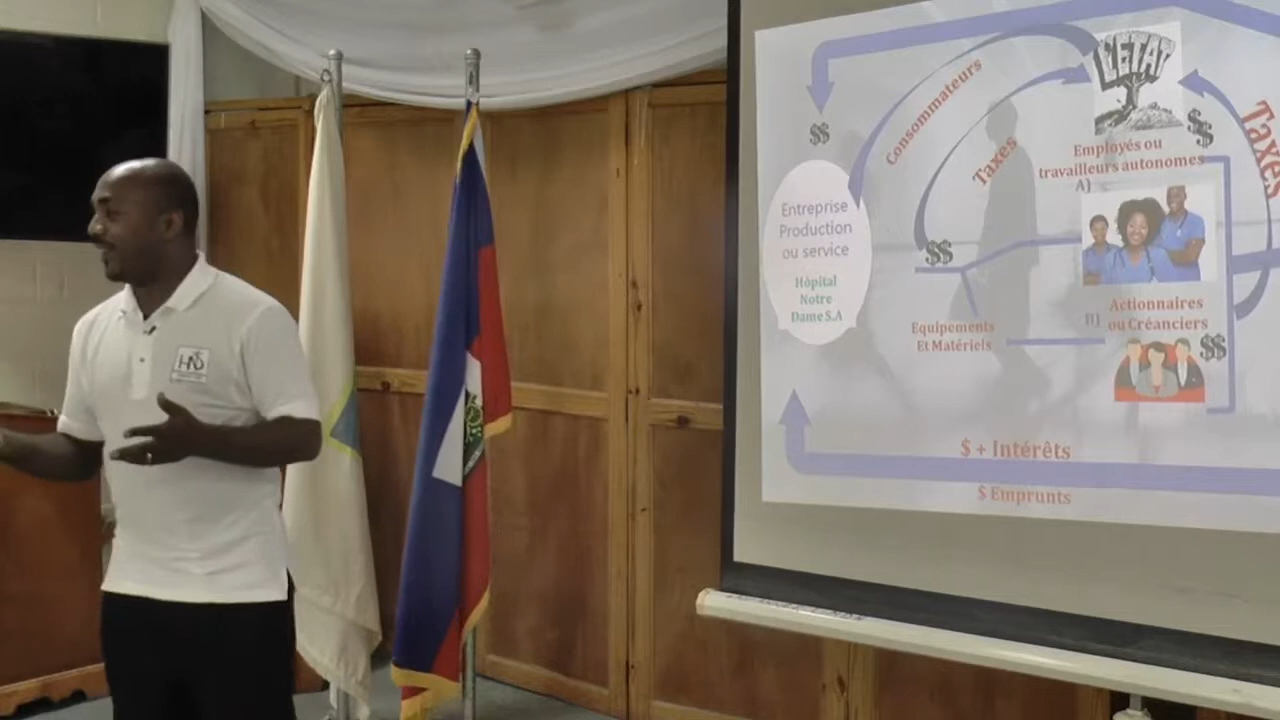 L'ETAT
Consommateurs
Taxes
$$
$$
Employés ou
travailleurs autonomes
A)
Taxes
Entreprise
Production
ou service
Hôpital
Notre
Dame S.A
$$
Equipements
Et Matériels
B)
Actionnaires
ou Créanciers
$$
$ + Intérêts
$ Emprunts